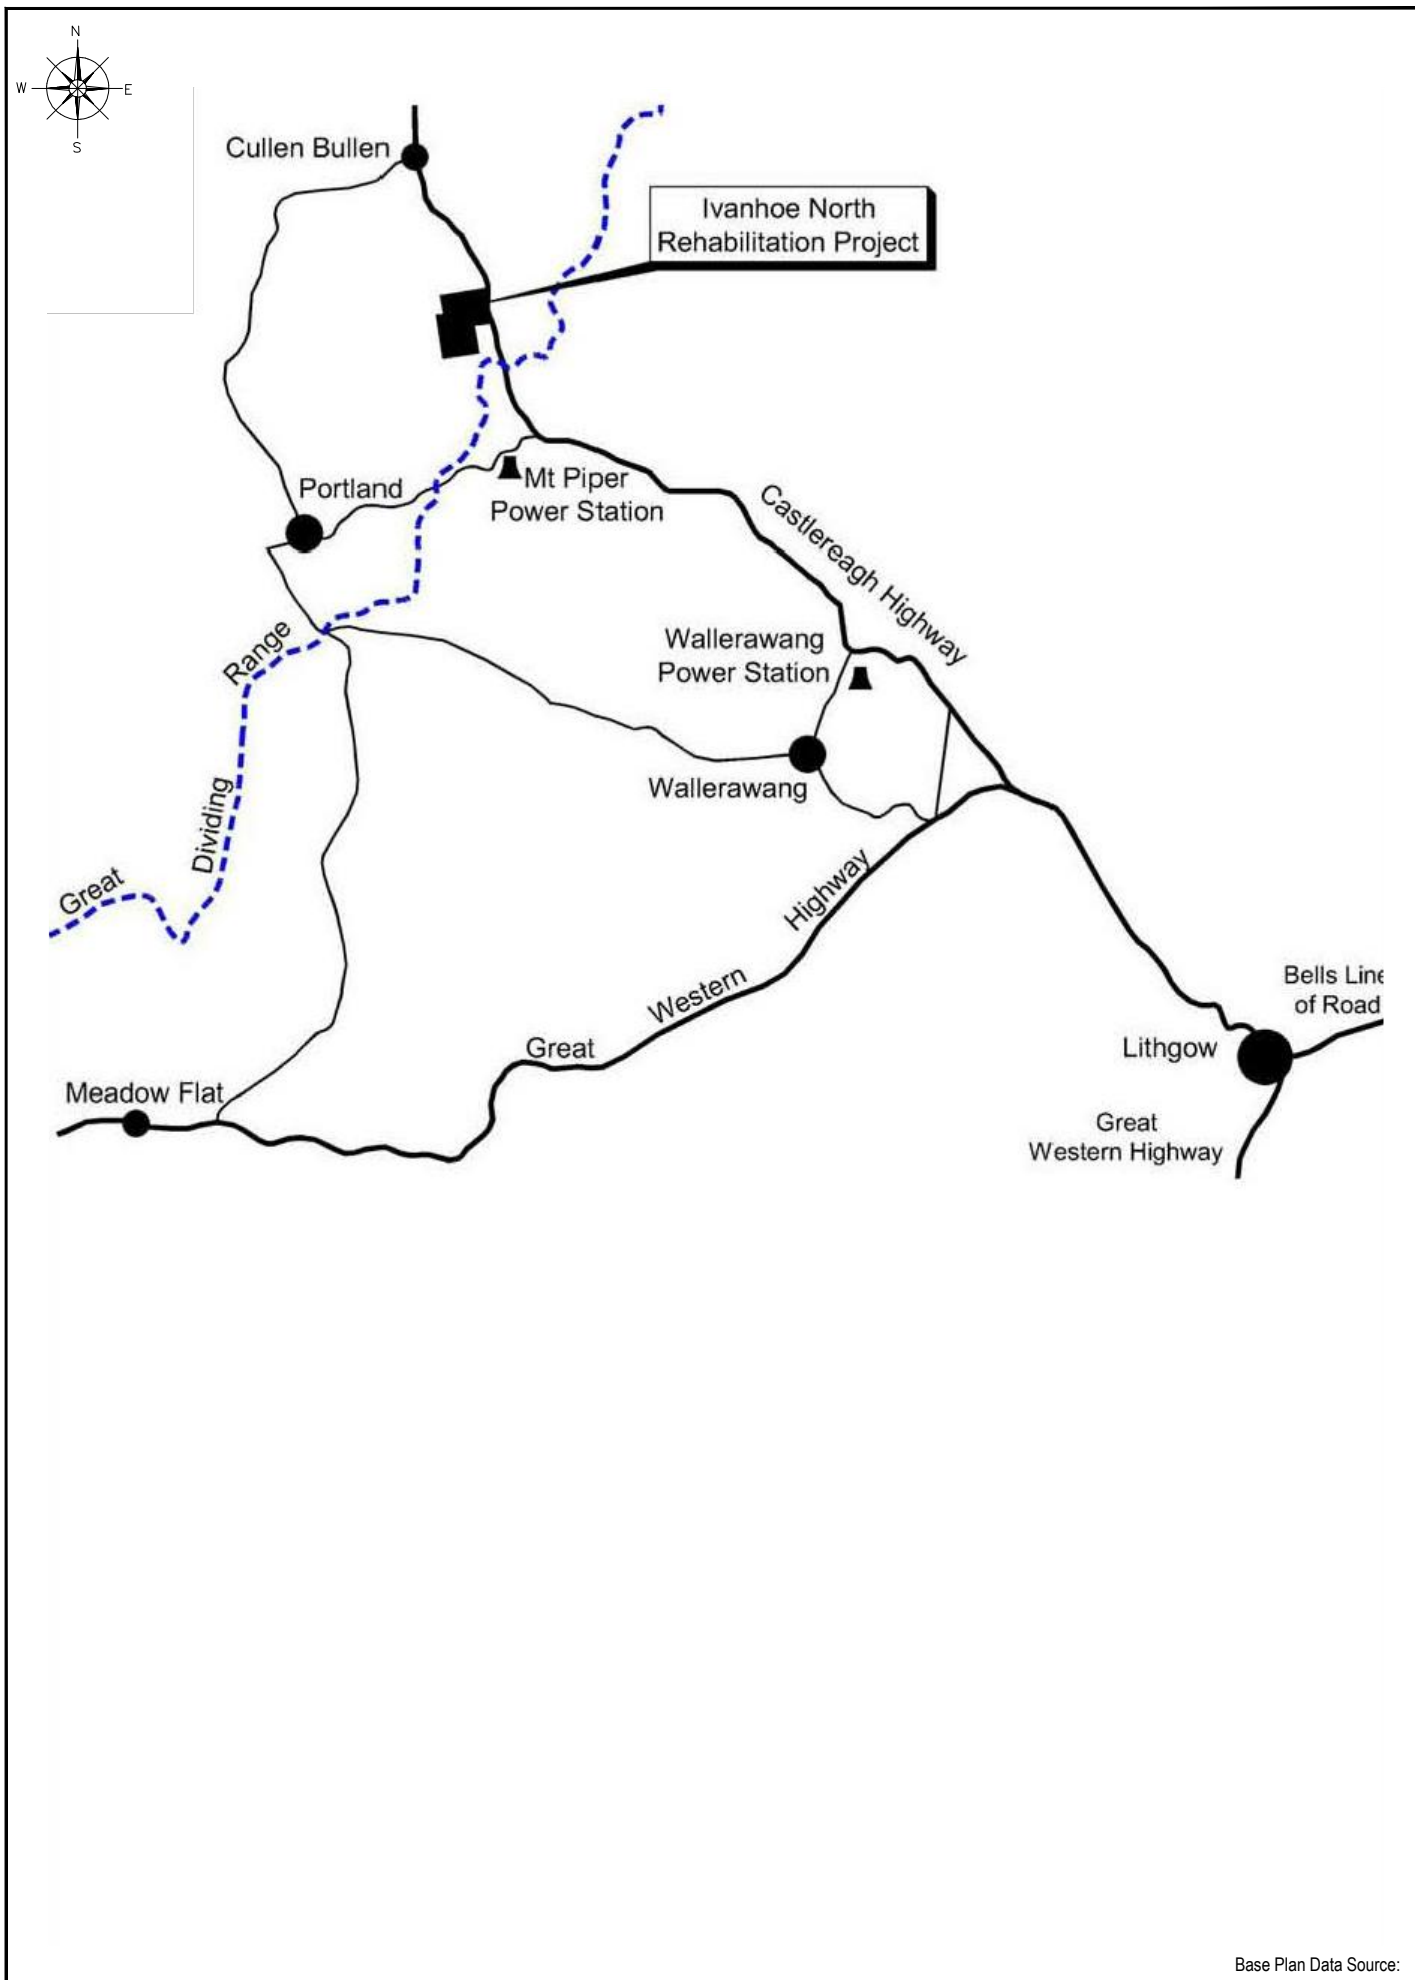 N
W
E
S
Cullen Bullen
Ivanhoe North
Rehabilitation Project
Portland
Mt Piper
Power Station
Castlereagh Highway
Range
Wallerawang
Power Station
Dividing
Wallerawang
Great
Highway
Western
Great
Bells Line
of Road
Lithgow
Meadow Flat
Great
Western Highway
Base Plan Data Source: